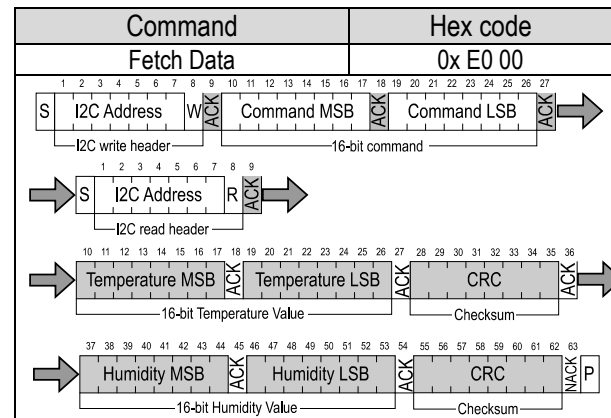 Command Hex code
Fetch Data 0x E0 00
1 2 3 4 5 6 7 8 9 10 11 12 13 14 15 16 17 18 19 20 21 22 23 24 25 26 27
S I2C Address W ACK Command MSB ACK Command LSB ACK
I2C write header 16-bit command
1 2 3 4 5 6 7 8 9
S I2C Address R ACK
I2C read header
10 11 12 13 14 15 16 17 18 19 20 21 22 23 24 25 26 27 28 29 30 31 32 33 34 35 36
Temperature MSB ACK Temperature LSB ACK CRC ACK
16-bit Temperature Value Checksum
37 38 39 40 41 42 43 44 45 46 47 48 49 50 51 52 53 54 55 56 57 58 59 60 61 62 63
Humidity MSB ACK Humidity LSB ACK CRC NACK P
16-bit Humidity Value Checksum